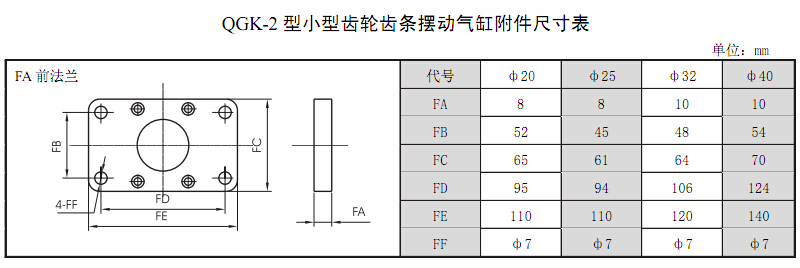 QGK-2 型小型齿轮齿条摆动气缸附件尺寸表
单位：mm
FA 前法兰
FB
FC
4-FF
FD
FE
FA
代号 φ20 φ25 φ32 φ40
FA 8 8 10 10
FB 52 45 48 54
FC 65 61 64 70
FD 95 94 106 124
FE 110 110 120 140
FF φ7 φ7 φ7 φ7